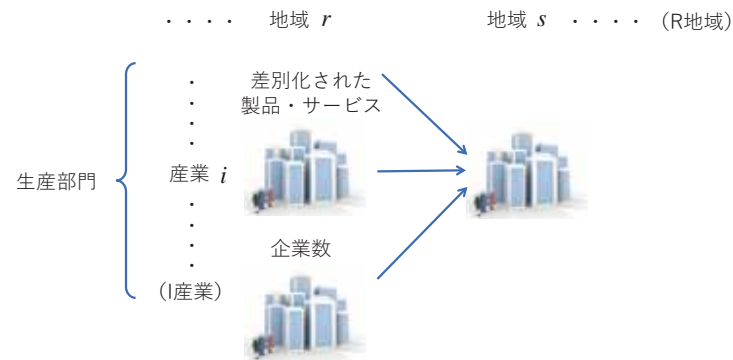 ・・・・ 地域 r 地域 s ・・・・ (R地域)
差別化された
製品・サービス
生産部門
産業 i
企業数
(I産業)